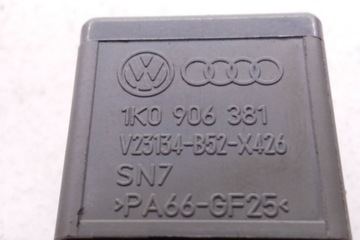 1K0 906 381
V23134-B52-X426
SN7
>PA66-GF25<